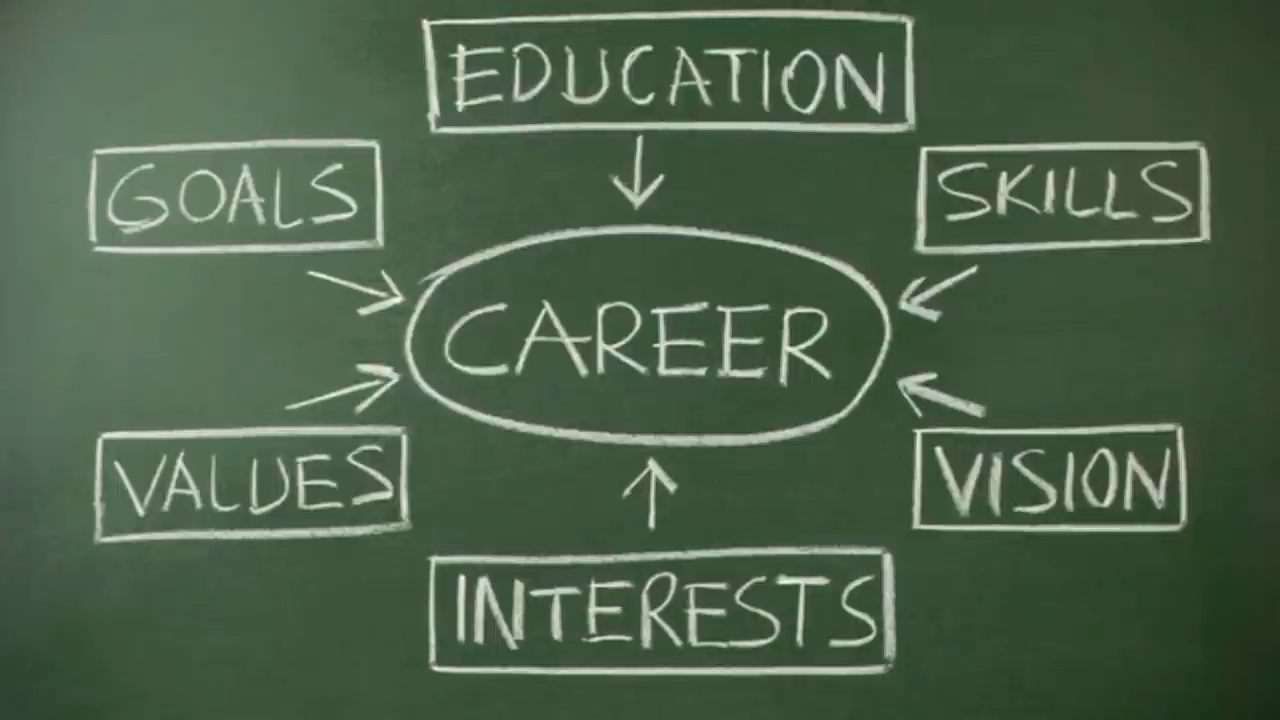 EDUCATION
GOALS
SKILLS
CAREER
VALUES
VISION
INTERESTS